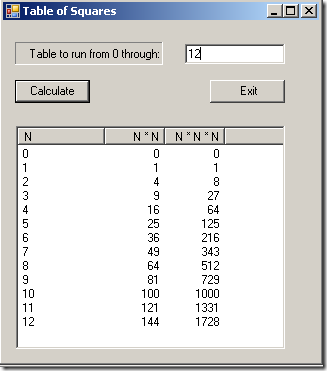 Table of Squares
Table to run from 0 through: 12
Calculate Exit
N N * N N * N * N
0 0 0
1 1 1
2 4 8
3 9 27
4 16 64
5 25 125
6 36 216
7 49 343
8 64 512
9 81 729
10 100 1000
11 121 1331
12 144 1728